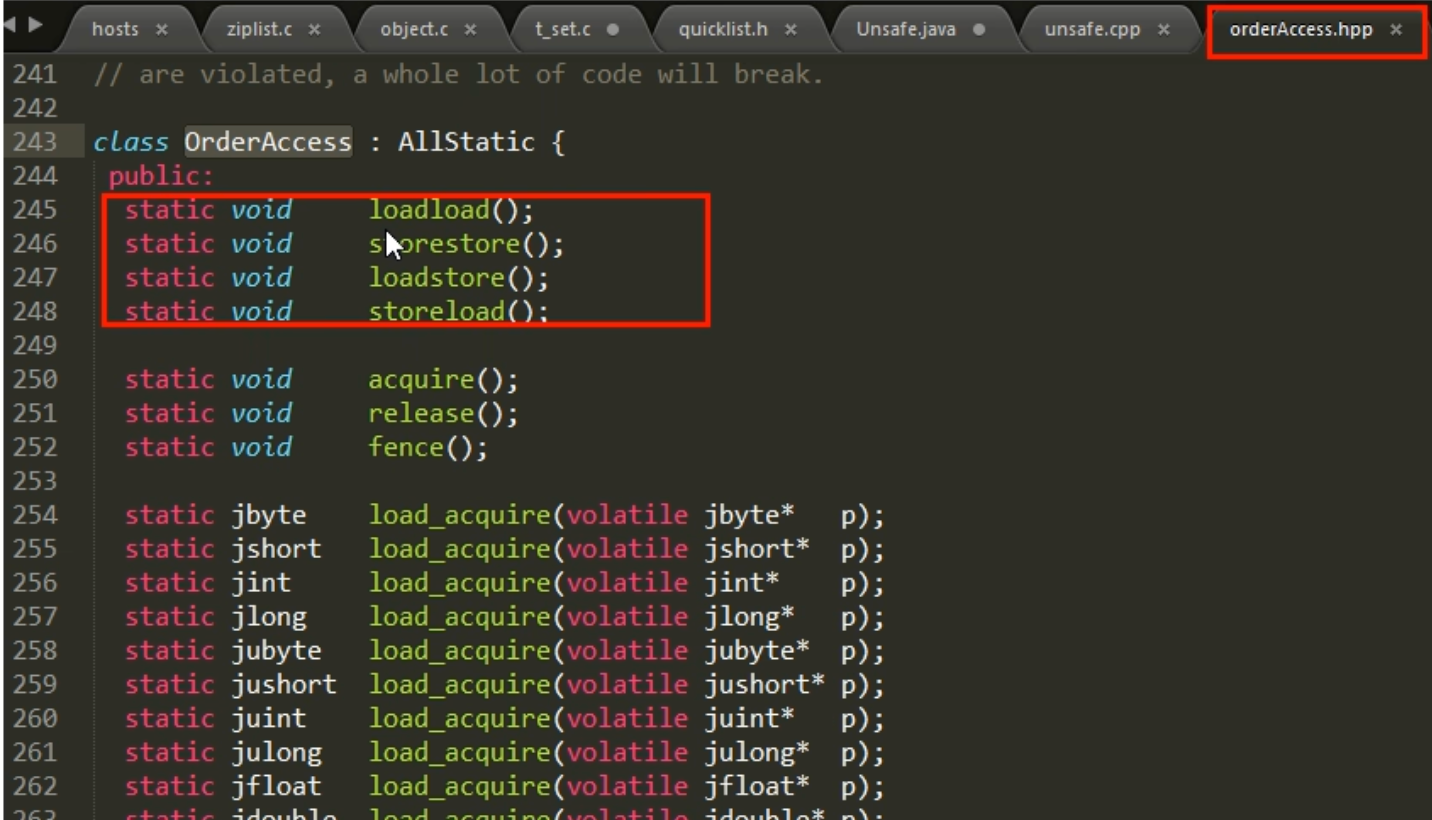 hosts × ziplist.c × object.c × t_set.c quicklist.h × Unsafe.java unsafe.cpp × orderAccess.hpp ×
241 // are violated, a whole lot of code will break.
242
243 class OrderAccess : AllStatic {
244 public:
245 static void loadload();
246 static void storestore();
247 static void loadstore();
248 static void storeload();
249
250 static void acquire();
251 static void release();
252 static void fence();
253
254 static jbyte load_acquire(volatile jbyte* p);
255 static jshort load_acquire(volatile jshort* p);
256 static jint load_acquire(volatile jint* p);
257 static jlong load_acquire(volatile jlong* p);
258 static jubyte load_acquire(volatile jubyte* p);
259 static jushort load_acquire(volatile jushort* p);
260 static juint load_acquire(volatile juint* p);
261 static julong load_acquire(volatile julong* p);
262 static jfloat load_acquire(volatile jfloat* p);
263 static jdouble load_acquire(volatile jdouble* p);